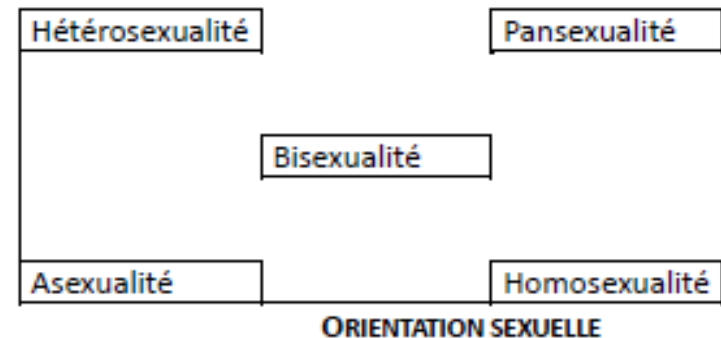 Hétérosexualité
Pansexualité
Bisexualité
Asexualité
Homosexualité
ORIENTATION SEXUELLE